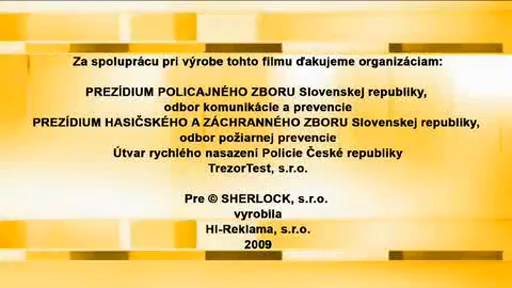 Za spoluprácu pri výrobe tohto filmu ďakujeme organizáciam:
PREZÍDIUM POLICAJNÉHO ZBORU Slovenskej republiky,
odbor komunikácie a prevencie
PREZÍDIUM HASIČSKÉHO A ZÁCHRANNÉHO ZBORU Slovenskej republiky,
odbor požiarnej prevencie
Útvar rychlého nasazení Policie České republiky
TrezorTest, s.r.o.
Pre © SHERLOCK, s.r.o.
vyrobila
HI-Reklama, s.r.o.
2009